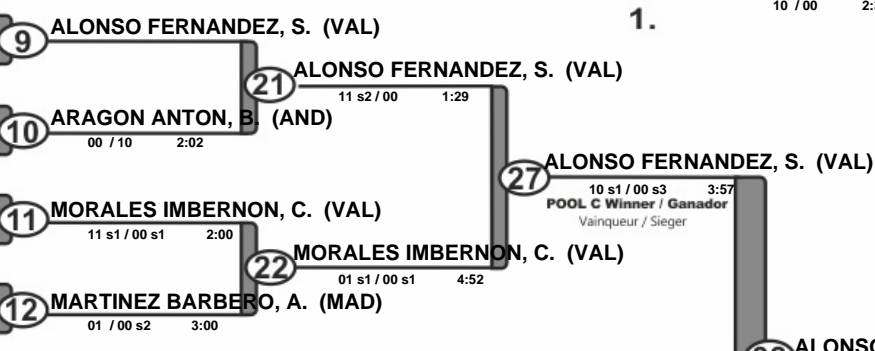 10 / 00
1.
9 ALONSO FERNANDEZ, S. (VAL)
21 ALONSO FERNANDEZ, S. (VAL)
11 s2 / 00 1:29
10 ARAGON ANTON, B. (AND)
00 / 10 2:02
27 ALONSO FERNANDEZ, S. (VAL)
10 s1 / 00 s3 3:57
POOL C Winner / Ganador
Vainqueur / Sieger
11 MORALES IMBERNON, C. (VAL)
11 s1 / 00 s1 2:00
22 MORALES IMBERNON, C. (VAL)
01 s1 / 00 s1 4:52
12 MARTINEZ BARBERO, A. (MAD)
01 / 00 s2 3:00